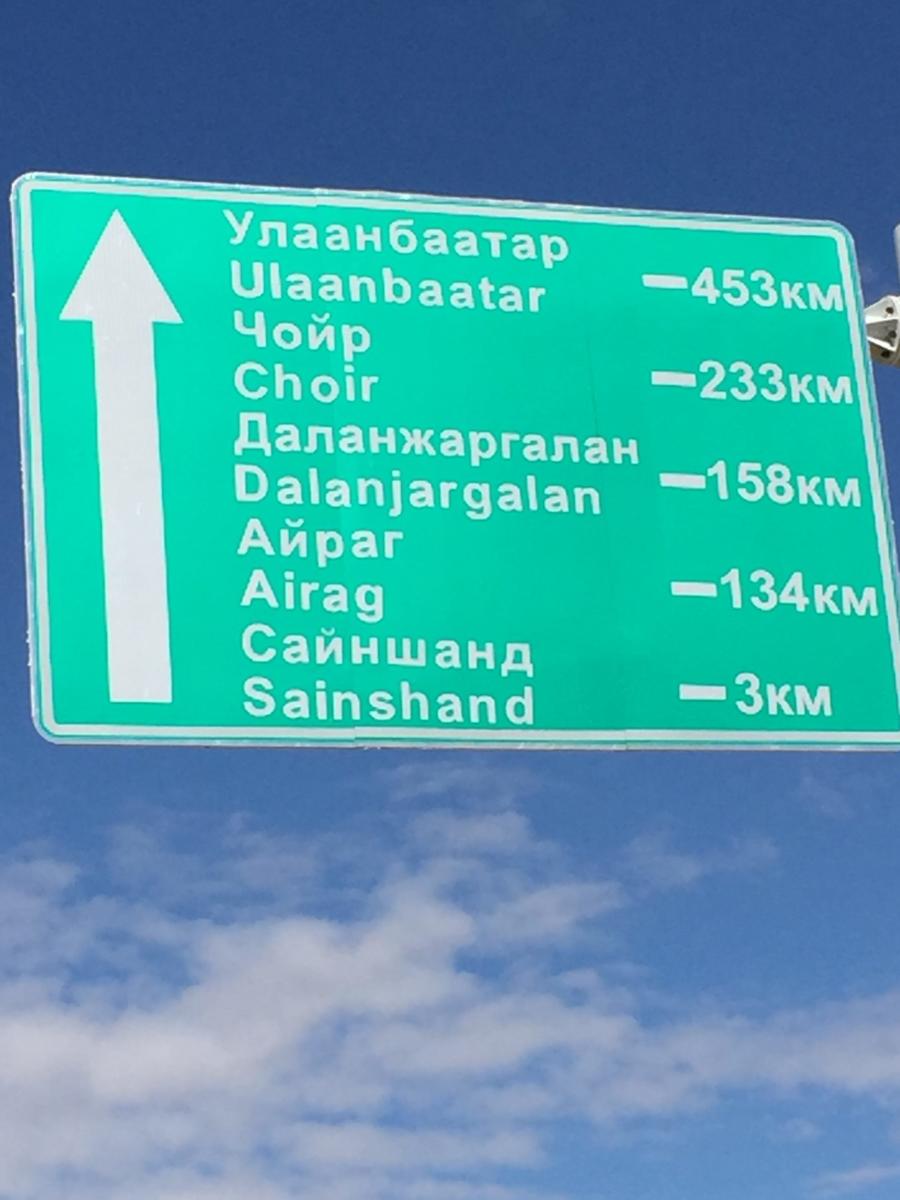 Улаанбаатар
Ulaanbaatar -453км
Чойр
Choir -233км
Даланжаргалан
Dalanjargalan -158км
Айраг
Airag -134км
Сайншанд
Sainshand -3км